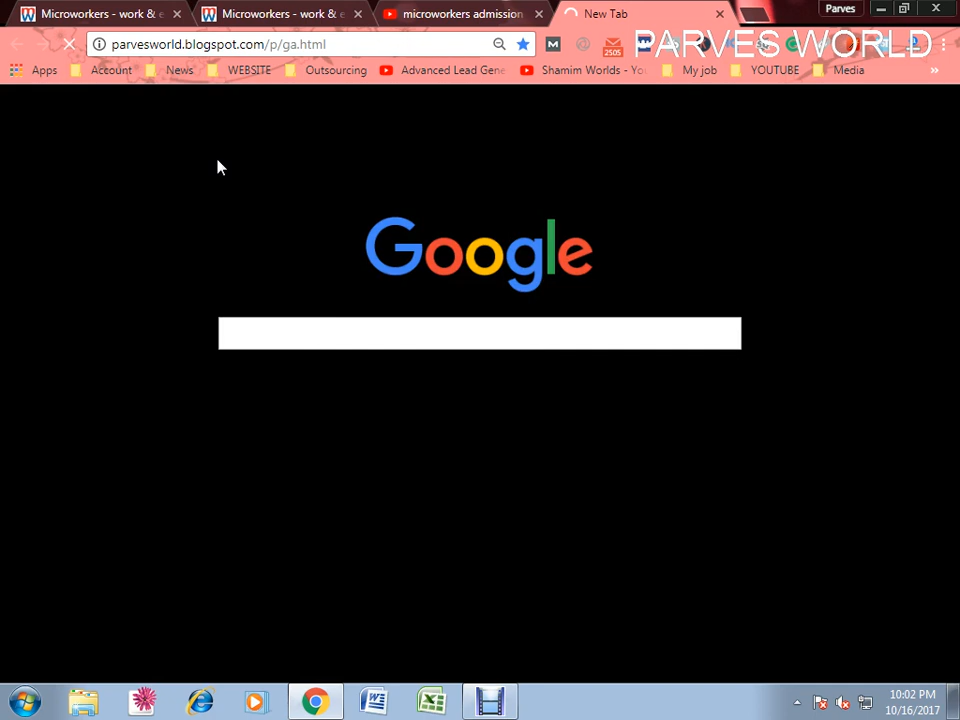 Microworkers - work & e
Microworkers - work & e
microworkers admission
New Tab
Parves
parvesworld.blogspot.com/p/ga.html
2505
PARVES WORLD
Apps
Account
News
WEBSITE
Outsourcing
Advanced Lead Gene
Shamim Worlds - You
My job
YOUTUBE
Media
»
Google
10:02 PM
10/16/2017